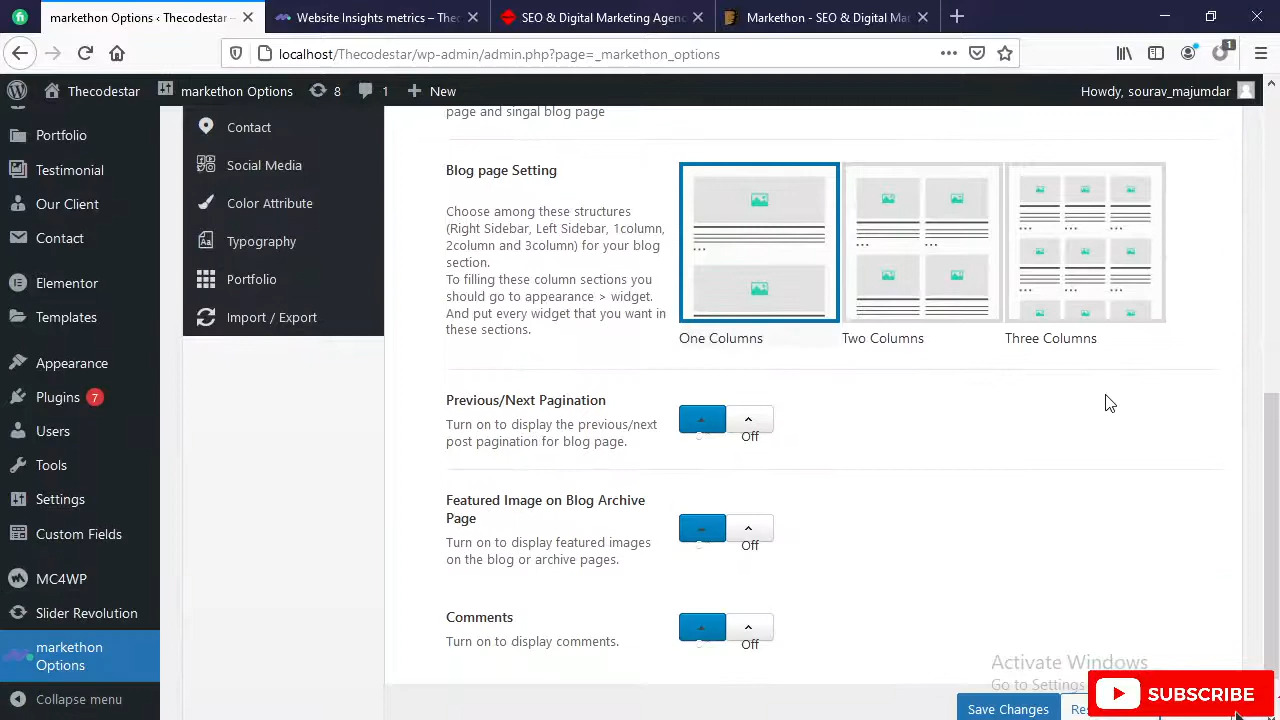 markethon Options ‹ Thecodestar —
Website Insights metrics – Thec
SEO & Digital Marketing Agenc
Markethon - SEO & Digital Ma
localhost/Thecodestar/wp-admin/admin.php?page=_markethon_options
1
Thecodestar
markethon Options
8
1
New
Howdy, sourav_majumdar
Portfolio
Testimonial
Our Client
Contact
Elementor
Templates
Appearance
Plugins 7
Users
Tools
Settings
Custom Fields
MC4WP
Slider Revolution
markethon
Options
Collapse menu
Contact
Social Media
Color Attribute
Typography
Portfolio
Import / Export
page and singal blog page
Blog page Setting
Choose among these structures
(Right Sidebar, Left Sidebar, 1column,
2column and 3column) for your blog
section.
To filling these column sections you
should go to appearance > widget.
And put every widget that you want in
these sections.
One Columns
Two Columns
Three Columns
Previous/Next Pagination
Turn on to display the previous/next
post pagination for blog page.
Off
Featured Image on Blog Archive
Page
Turn on to display featured images
on the blog or archive pages.
Off
Comments
Turn on to display comments.
Off
Activate Windows
Go to Settings
Save Changes
SUBSCRIBE